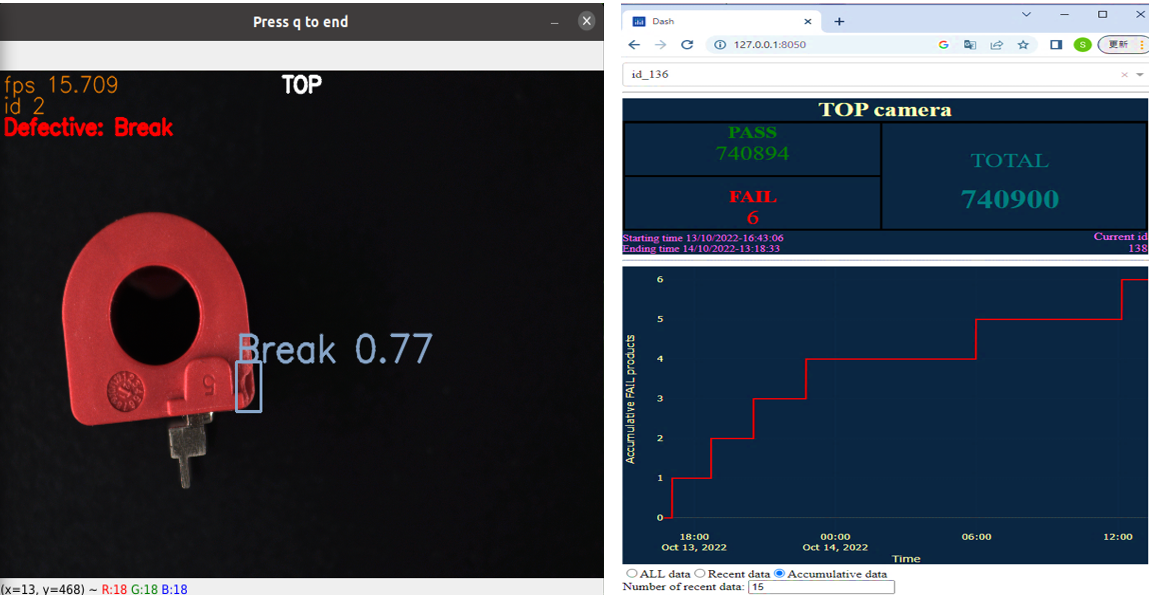 Press q to end
fps 15.709
id 2
TOP
Defective: Break
Break 0.77
(x=13, y=468) ~ R:18 G:18 B:18
Dash
127.0.0.1:8050
S
更新
id_136
TOP camera
PASS
740894
FAIL
6
TOTAL
740900
Starting time 13/10/2022-16:43:06
Ending time 14/10/2022-13:18:33
Current id
138
Accumulative FAIL products
6
5
4
3
2
1
0
18:00
Oct 13, 2022
00:00
Oct 14, 2022
06:00
12:00
Time
ALL data Recent data Accumulative data
Number of recent data: 15